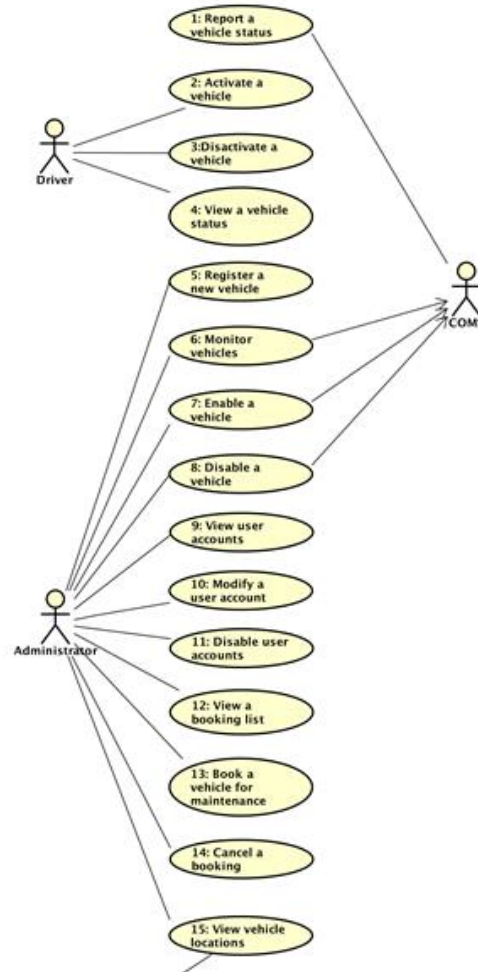 1: Report a
vehicle status
2: Activate a
vehicle
3:Disactivate a
vehicle
Driver
4: View a vehicle
status
5: Register a
new vehicle
6: Monitor
vehicles
COM
7: Enable a
vehicle
8: Disable a
vehicle
9: View user
accounts
10: Modify a
user account
Administrator
11: Disable user
accounts
12: View a
booking list
13: Book a
vehicle for
maintenance
14: Cancel a
booking
15: View vehicle
locations